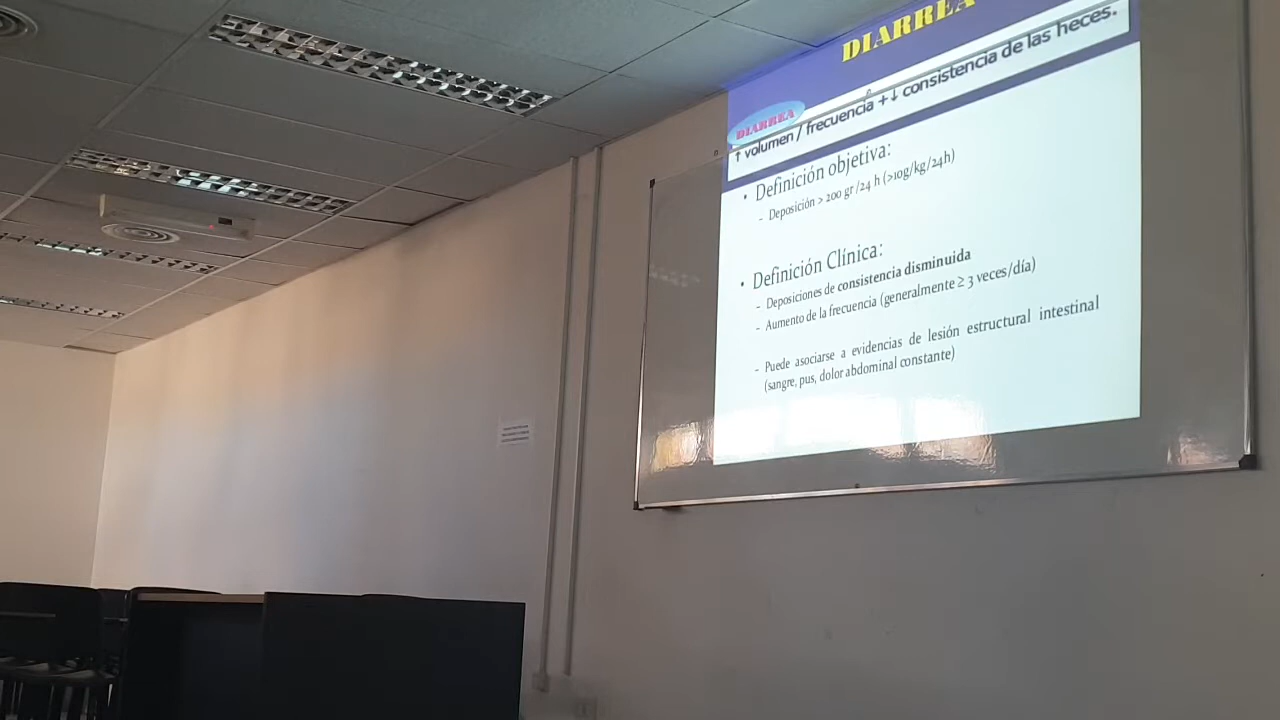 DIARREA
DIARREA
↑ volumen / frecuencia + ↓ consistencia de las heces.
• Definición objetiva:
- Deposición > 200 gr /24 h (>10g/kg/24h)
• Definición Clínica:
- Deposiciones de consistencia disminuida
- Aumento de la frecuencia (generalmente ≥ 3 veces/día)
- Puede asociarse a evidencias de lesión estructural intestinal
(sangre, pus, dolor abdominal constante)